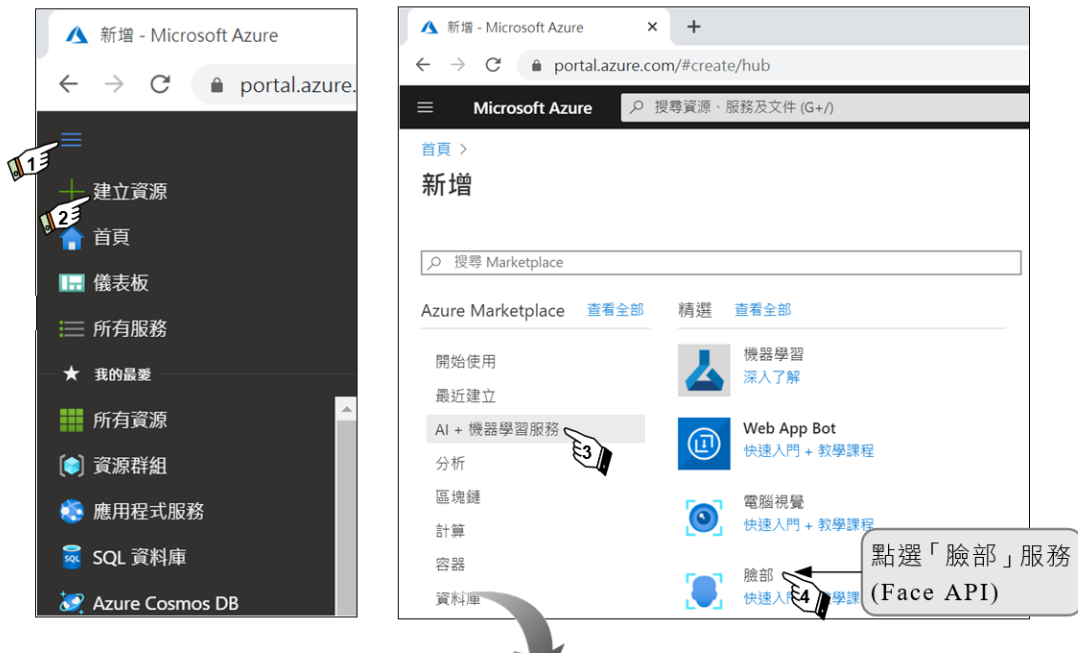 新增 - Microsoft Azure
portal.azure.
1
建立資源
2
首頁
儀表板
所有服務
我的最愛
所有資源
資源群組
應用程式服務
SQL 資料庫
Azure Cosmos DB
新增 - Microsoft Azure
portal.azure.com/#create/hub
Microsoft Azure
搜尋資源、服務及文件 (G+/)
首頁 >
新增
搜尋 Marketplace
Azure Marketplace 查看全部
精選 查看全部
開始使用
最近建立
AI + 機器學習服務
3
分析
區塊鏈
計算
容器
資料庫
機器學習
深入了解
Web App Bot
快速入門 + 教學課程
電腦視覺
快速入門 + 教學課程
臉部
快速入
4
教學課
點選「臉部」服務
(Face API)